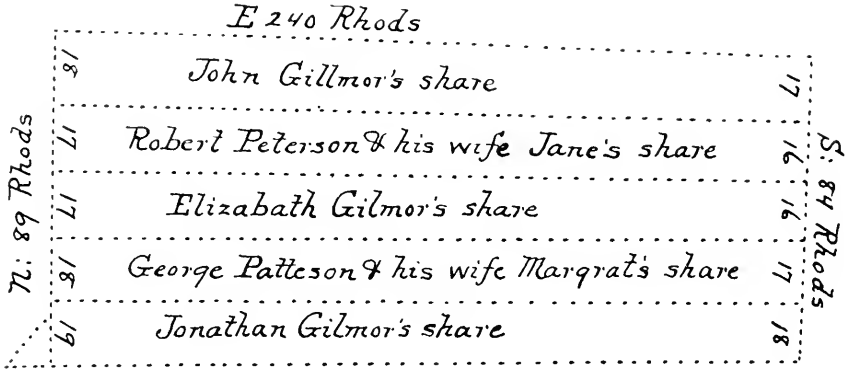 E 240 Rhods
N: 89 Rhods
18 John Gillmor's share 17
17 Robert Peterson & his wife Jane's share 16
17 Elizabath Gilmor's share 16
18 George Patteson & his wife Margrat's share 17
19 Jonathan Gilmor's share 18
S: 84 Rhods